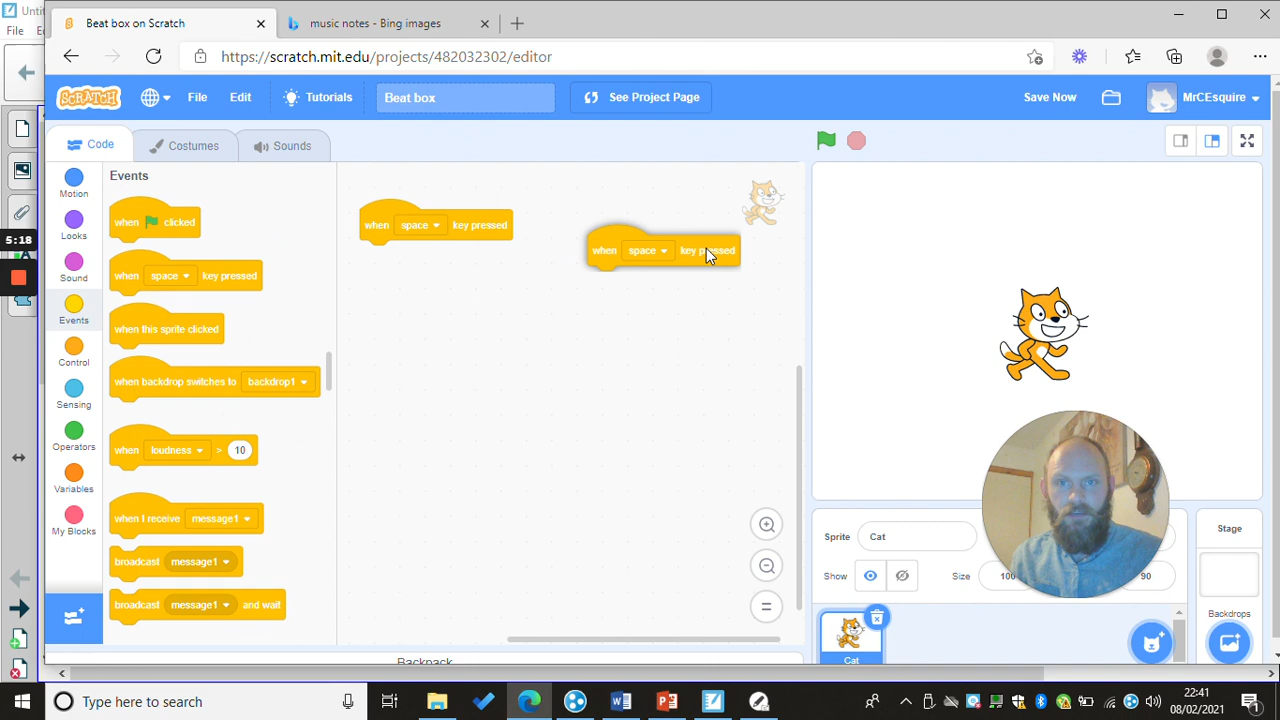 Untit
Beat box on Scratch
music notes - Bing images
File
https://scratch.mit.edu/projects/482032302/editor
SCRATCH
File
Edit
Tutorials
Beat box
See Project Page
Save Now
MrCEsquire
Code
Costumes
Sounds
Motion
Looks
Sound
Events
Control
Sensing
Operators
Variables
My Blocks
5:18
Events
when clicked
when space key pressed
when this sprite clicked
when backdrop switches to backdrop1
when loudness > 10
when I receive message1
broadcast message1
broadcast message1 and wait
when space key pressed
when space key pressed
Backpack
Sprite Cat
Show Size 100 90
Cat
Stage
Backdrops
Type here to search
22:41
08/02/2021
1